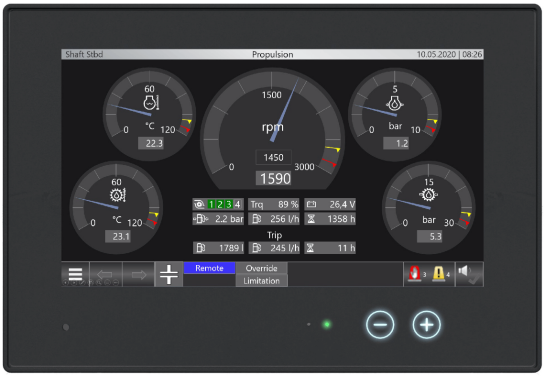 Shaft Stbd Propulsion 10.05.2020 | 08:26
60
°C
0 120
22.3
1500
rpm
0 3000
1450
1590
5
bar
0 10
1.2
60
°C
0 120
23.1
15
bar
0 30
5.3
1 2 3 4 Trq 89 % 26,4 V
2.2 bar 256 l/h 1358 h
Trip
1789 l 245 l/h 11 h
Remote Override
Limitation
3 4